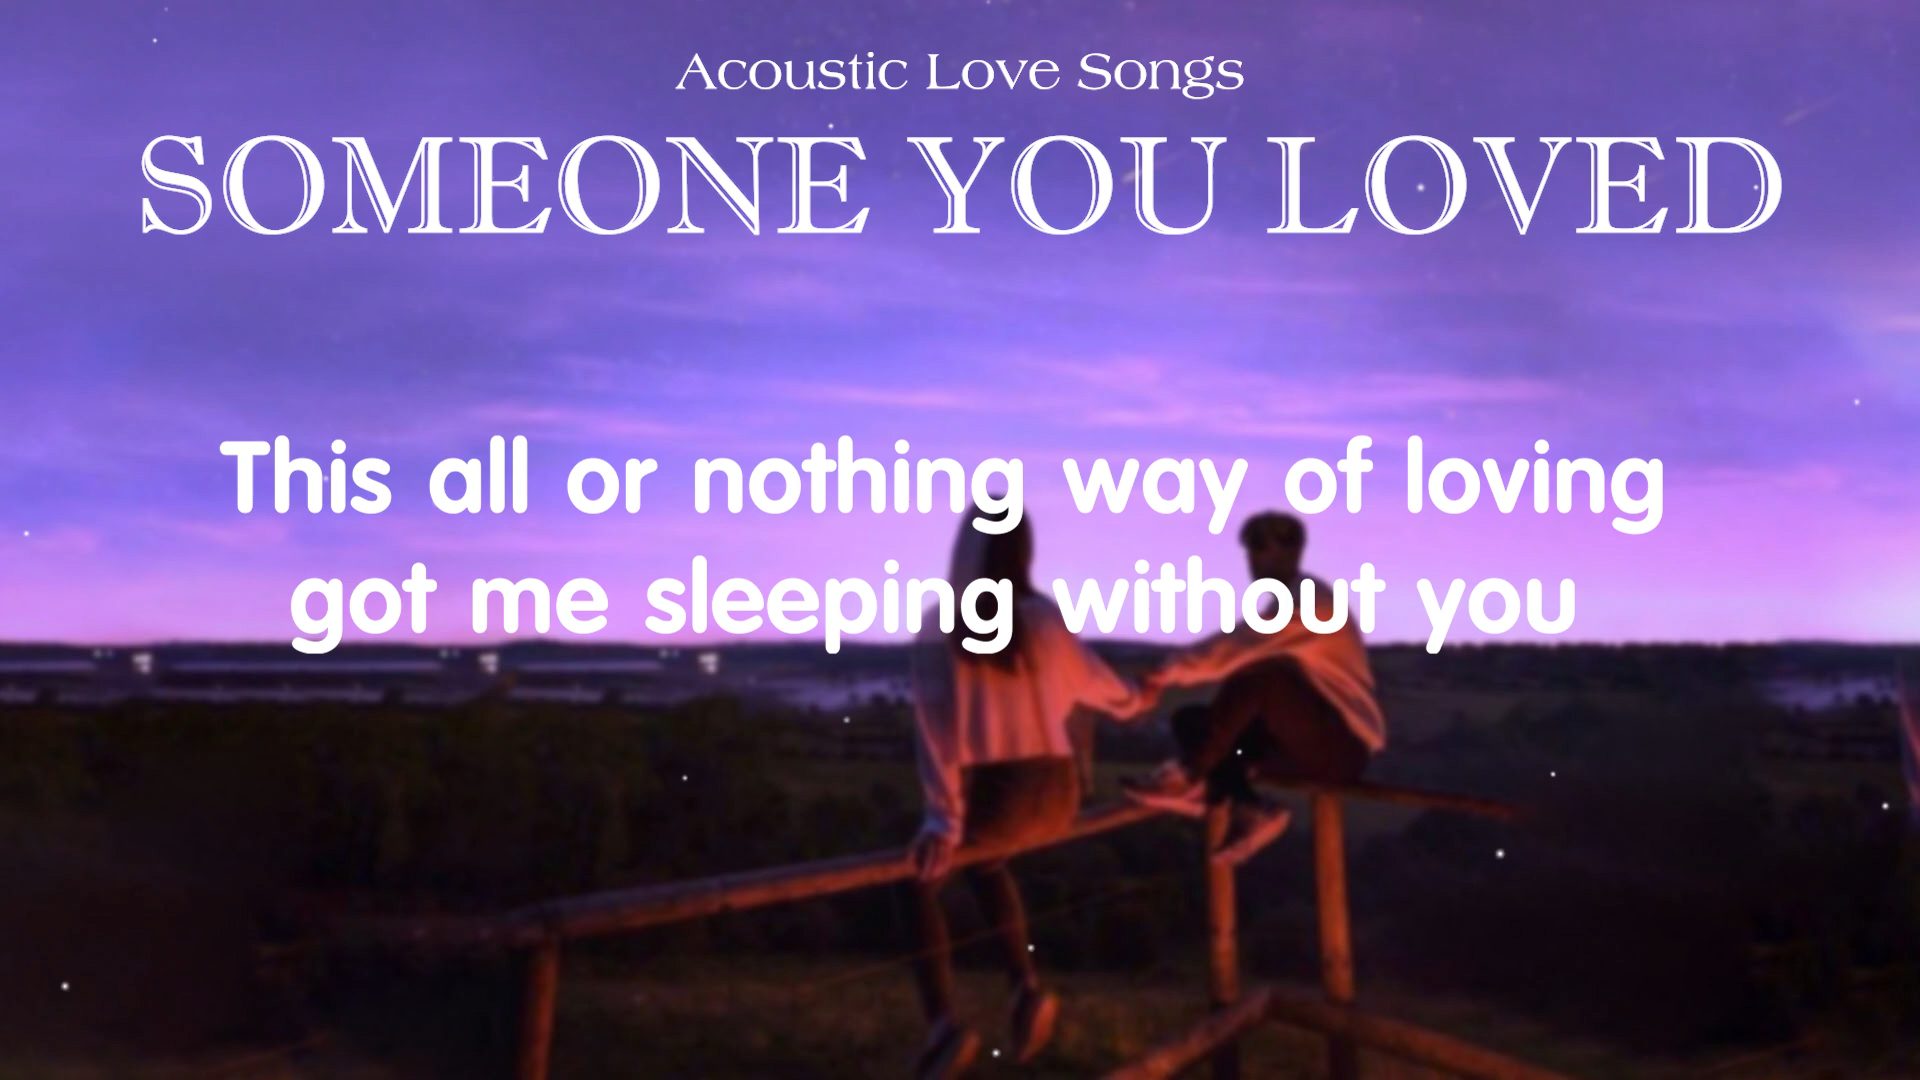 Acoustic Love Songs
SOMEONE YOU LOVED
This all or nothing way of loving
got me sleeping without you